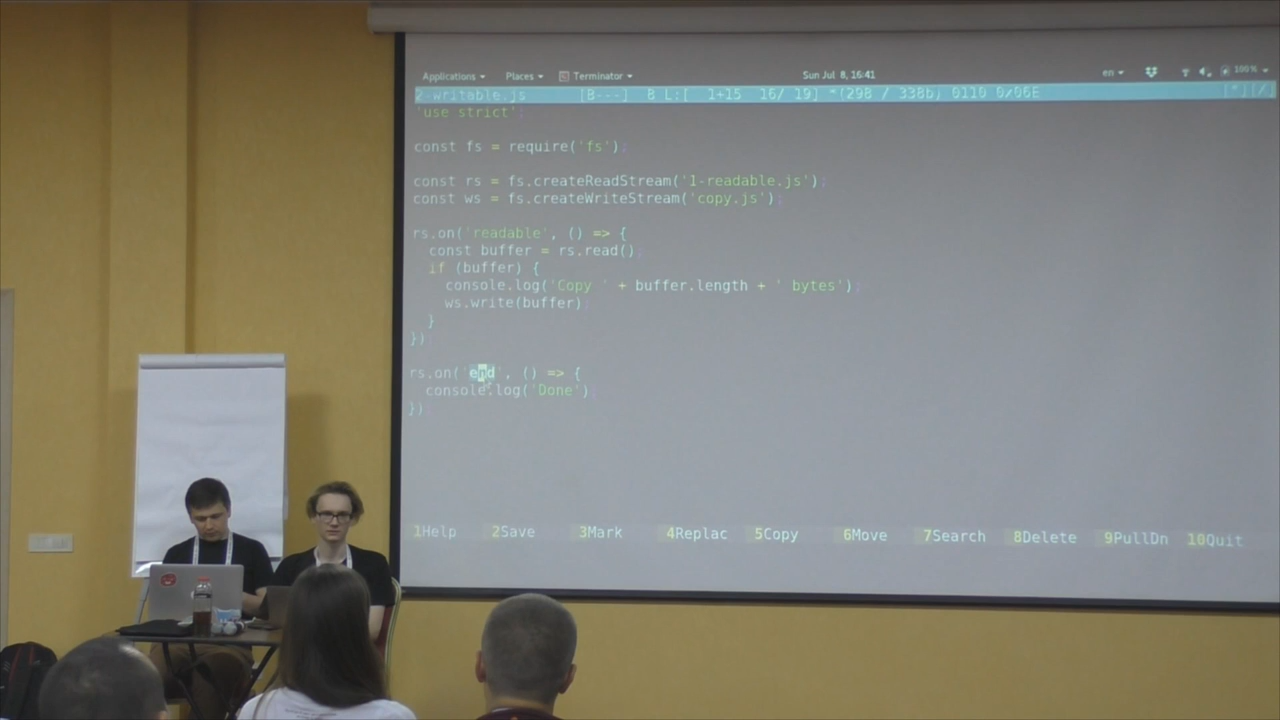 Applications Places Terminator Sun Jul 8, 16:41 en 100%
2-writable.js [B---] 8 L:[ 1+15 16/ 19] *(298 / 338b) 0110 0x06E [*][/]
'use strict';
const fs = require('fs');
const rs = fs.createReadStream('1-readable.js');
const ws = fs.createWriteStream('copy.js');
rs.on('readable', () => {
const buffer = rs.read();
if (buffer) {
console.log('Copy ' + buffer.length + ' bytes');
ws.write(buffer);
}
});
rs.on('end', () => {
console.log('Done');
});
1Help 2Save 3Mark 4Replac 5Copy 6Move 7Search 8Delete 9PullDn 10Quit